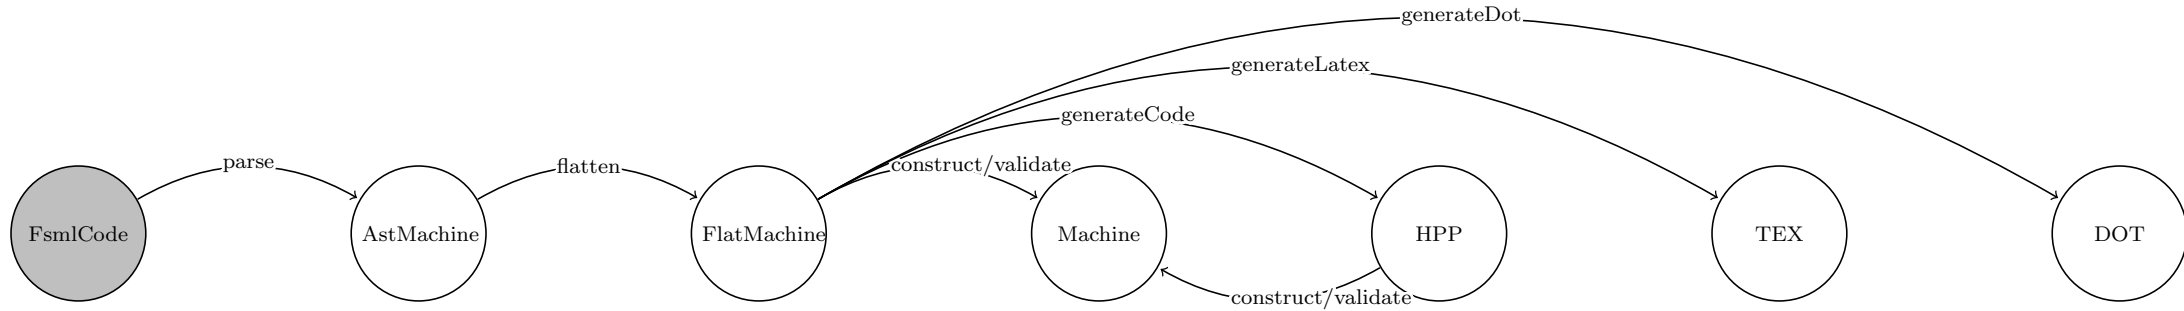 generateDot
generateLatex
generateCode
parse
flatten
construct/validate
FsmlCode
AstMachine
FlatMachine
Machine
HPP
TEX
DOT
construct/validate